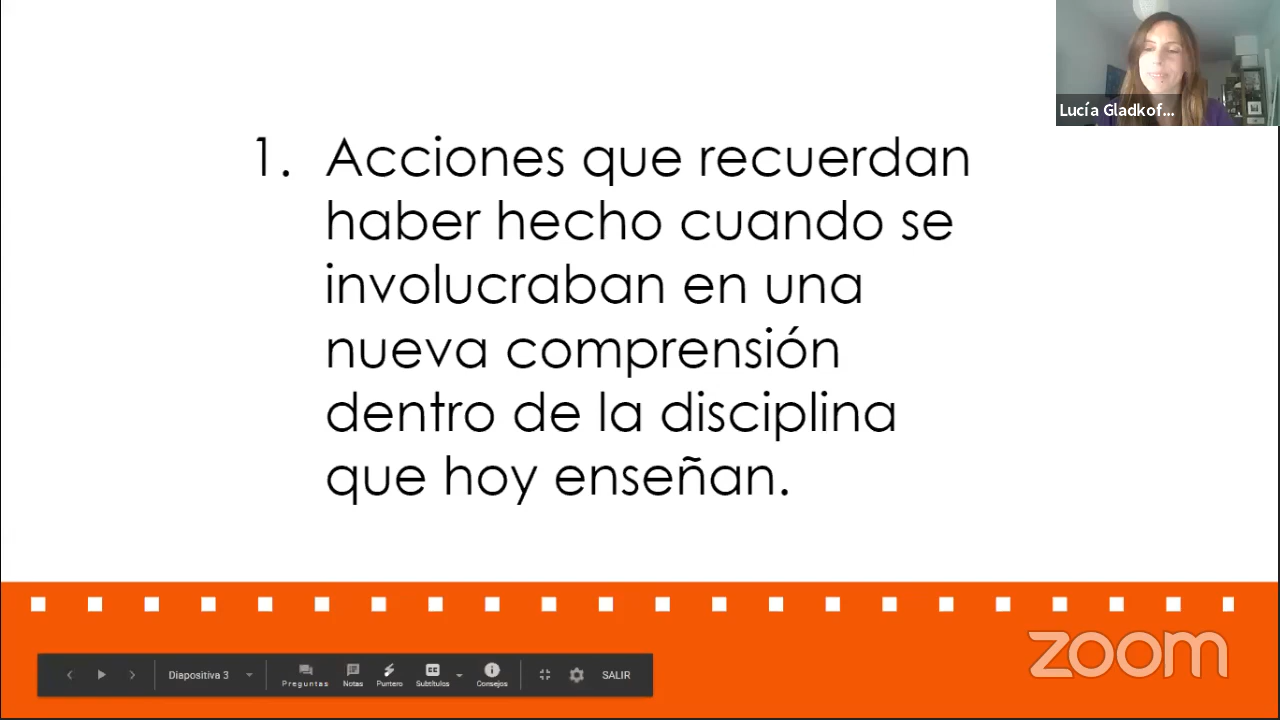 Lucía Gladkof...
1. Acciones que recuerdan
haber hecho cuando se
involucraban en una
nueva comprensión
dentro de la disciplina
que hoy enseñan.
zoom
Diapositiva 3
Preguntas
Notas
Puntero
Subtítulos
Consejos
SALIR